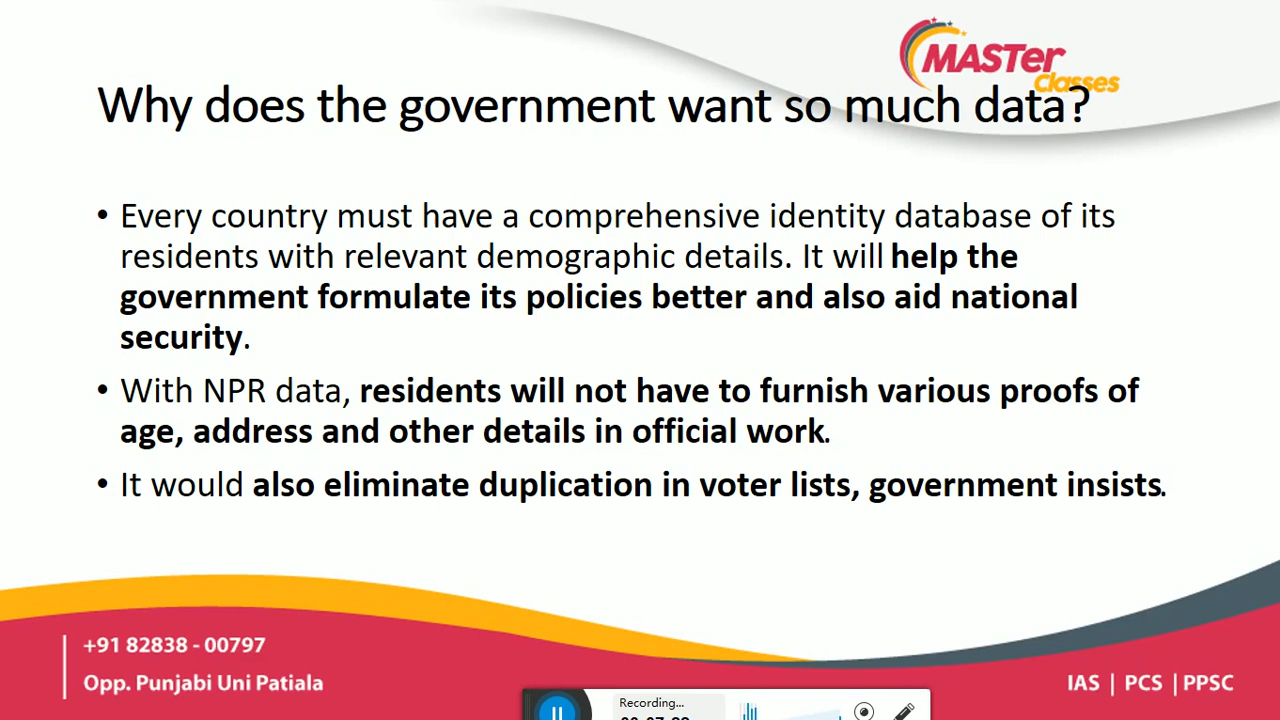 MASTer
Classes
Why does the government want so much data?
• Every country must have a comprehensive identity database of its
residents with relevant demographic details. It will help the
government formulate its policies better and also aid national
security.
• With NPR data, residents will not have to furnish various proofs of
age, address and other details in official work.
• It would also eliminate duplication in voter lists, government insists.
+91 82838 - 00797
Opp. Punjabi Uni Patiala
IAS | PCS | PPSC
Recording...